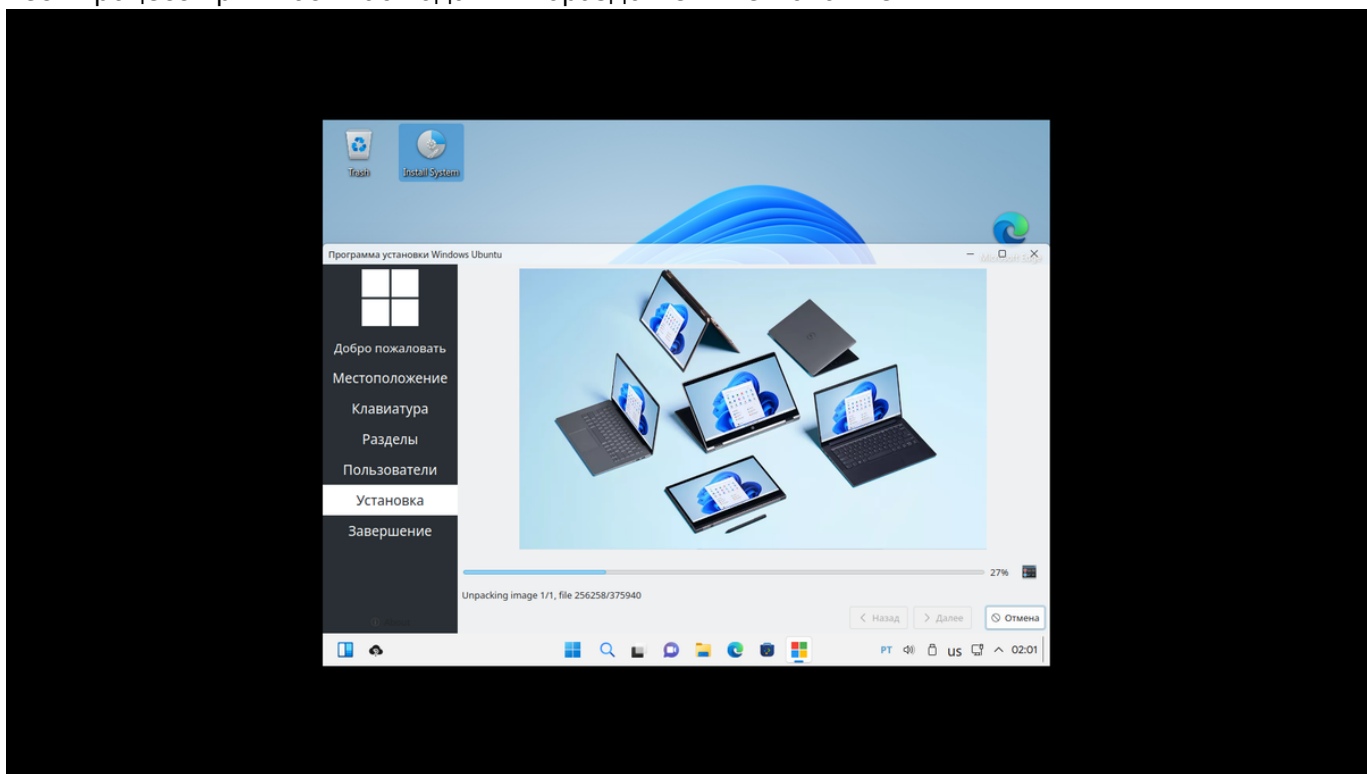 Trash
Install System
Программа установки Windows Ubuntu
Добро пожаловать
Местоположение
Клавиатура
Разделы
Пользователи
Установка
Завершение
27%
Unpacking image 1/1, file 256258/375940
Назад
Далее
Отмена
PT
us
02:01